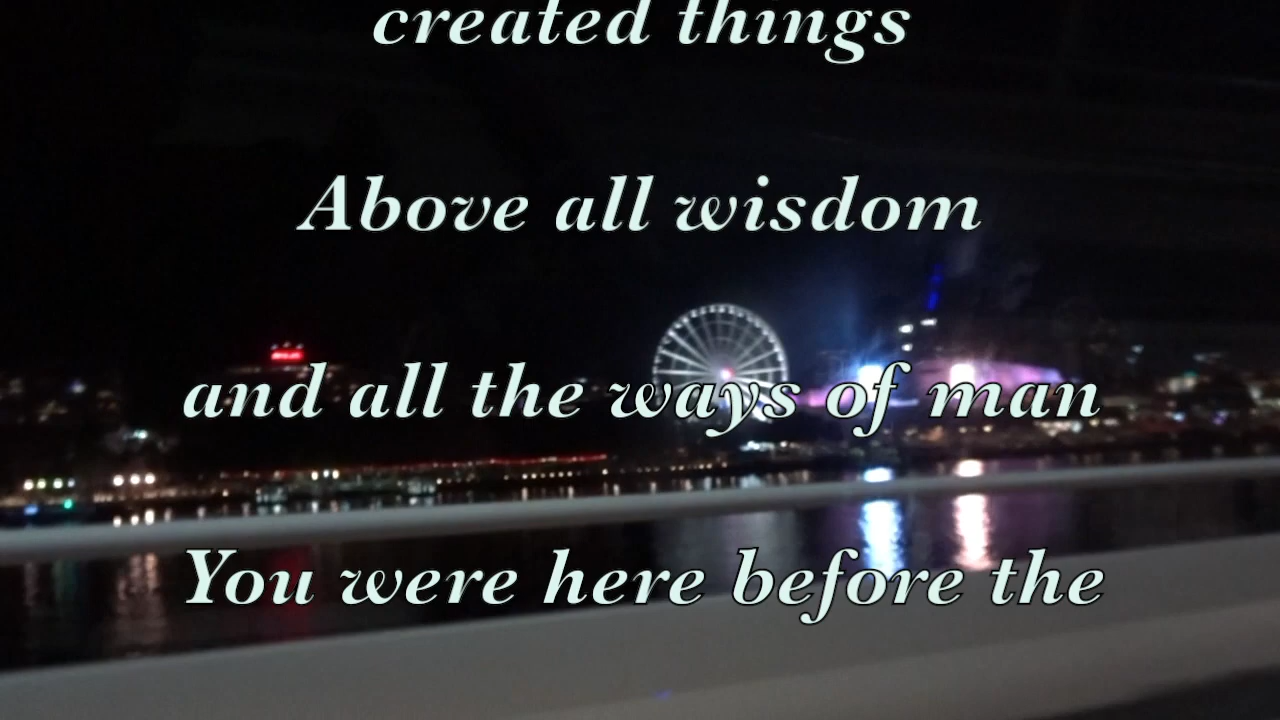 created things
Above all wisdom
and all the ways of man
You were here before the